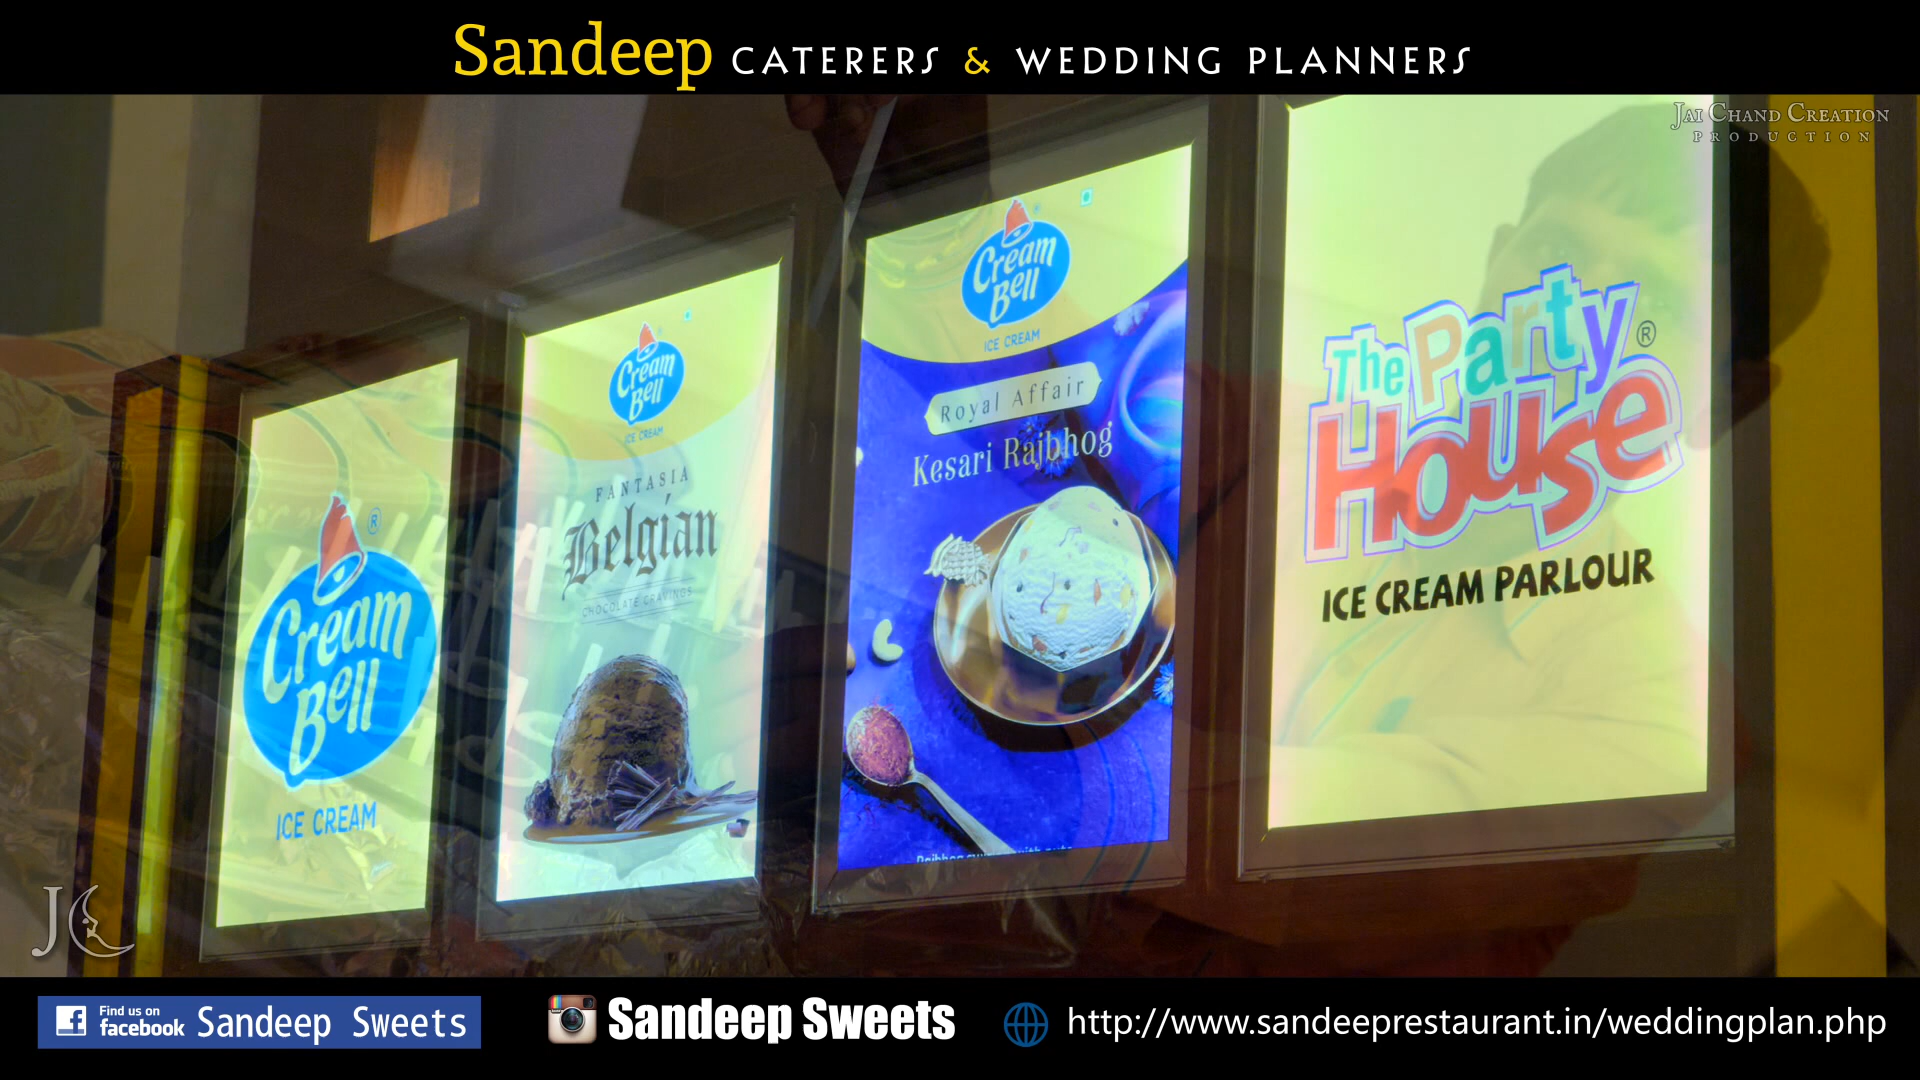 Sandeep CATERERS & WEDDING PLANNERS
JAI CHAND CREATION
PRODUCTION
Cream
Bell
®
ICE CREAM
Cream
Bell
ICE CREAM
FANTASIA
Belgian
CHOCOLATE CRAVINGS
Cream
Bell
ICE CREAM
Royal Affair
Kesari Rajbhog
The Party
House
®
ICE CREAM PARLOUR
JC
Find us on
facebook
Sandeep Sweets
Sandeep Sweets
http://www.sandeeprestaurant.in/weddingplan.php